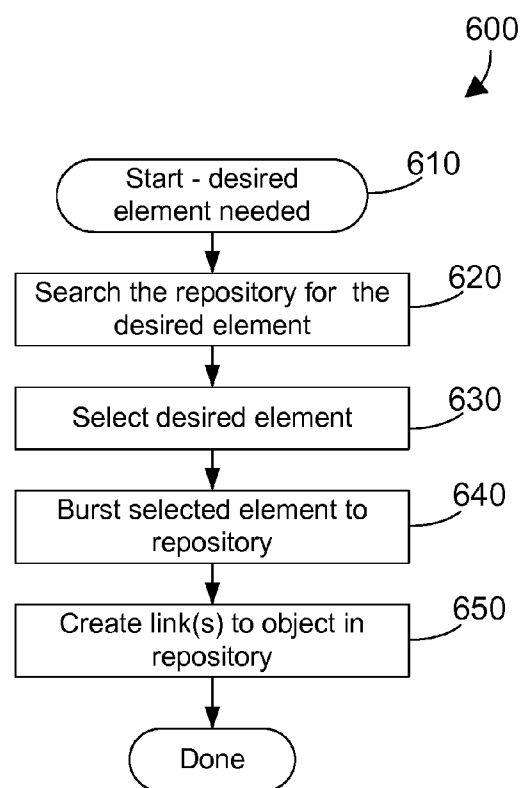 600
Start - desired
element needed
610
Search the repository for the
desired element
620
Select desired element
630
Burst selected element to
repository
640
Create link(s) to object in
repository
650
Done